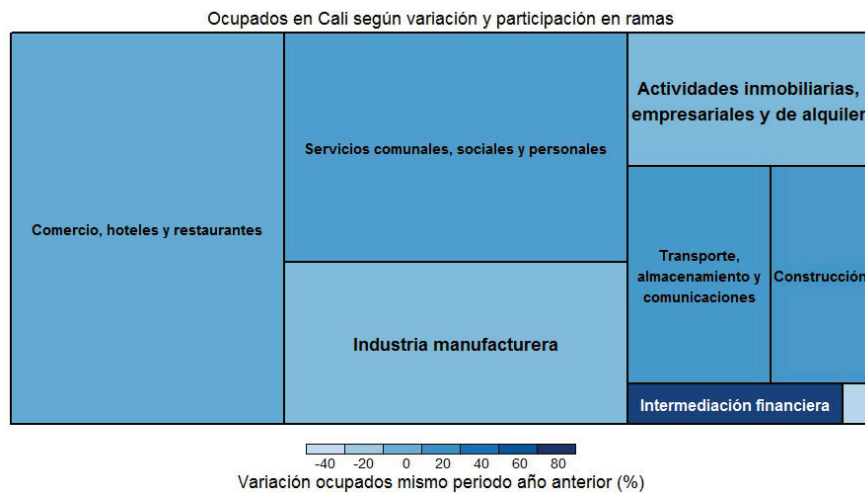 Ocupados en Cali según variación y participación en ramas
Comercio, hoteles y restaurantes
Servicios comunales, sociales y personales
Industria manufacturera
Actividades inmobiliarias,
empresariales y de alquiler
Transporte,
almacenamiento y
comunicaciones
Construcción
Intermediación financiera
-40 -20 0 20 40 60 80
Variación ocupados mismo periodo año anterior (%)